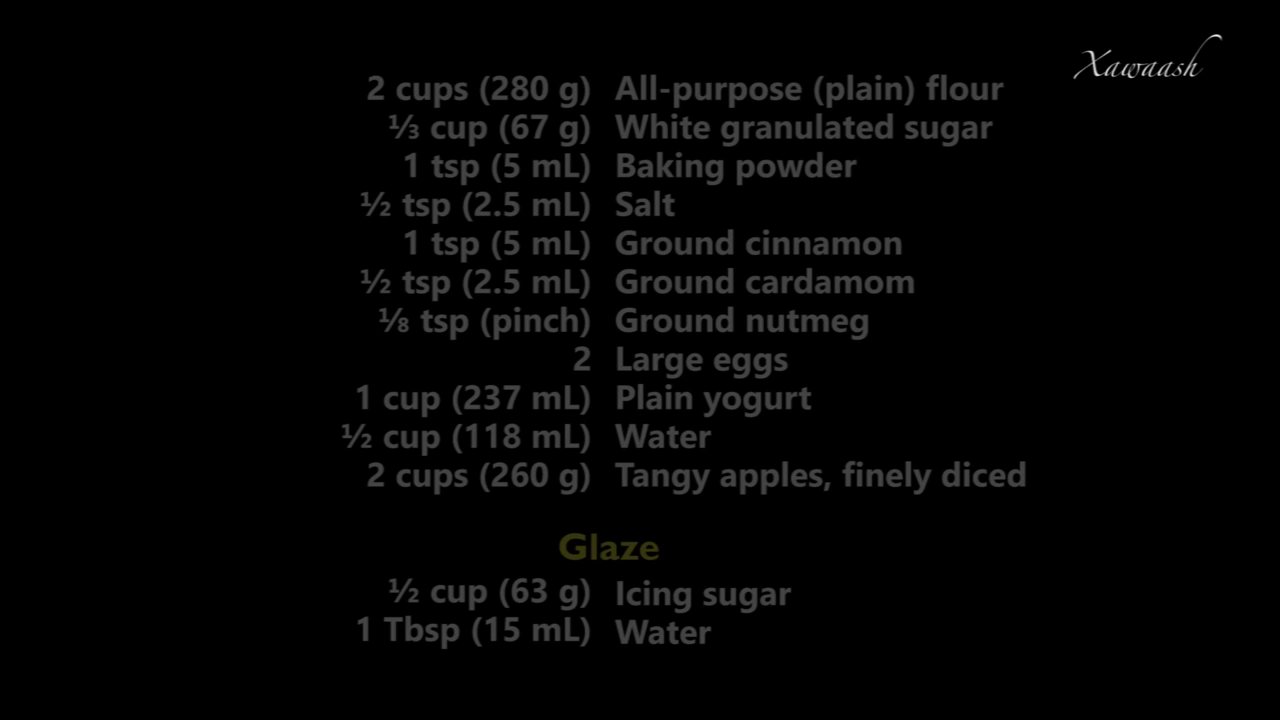 Xawaash
2 cups (280 g) All-purpose (plain) flour
⅓ cup (67 g) White granulated sugar
1 tsp (5 mL) Baking powder
½ tsp (2.5 mL) Salt
1 tsp (5 mL) Ground cinnamon
½ tsp (2.5 mL) Ground cardamom
⅛ tsp (pinch) Ground nutmeg
2 Large eggs
1 cup (237 mL) Plain yogurt
½ cup (118 mL) Water
2 cups (260 g) Tangy apples, finely diced
Glaze
½ cup (63 g) Icing sugar
1 Tbsp (15 mL) Water